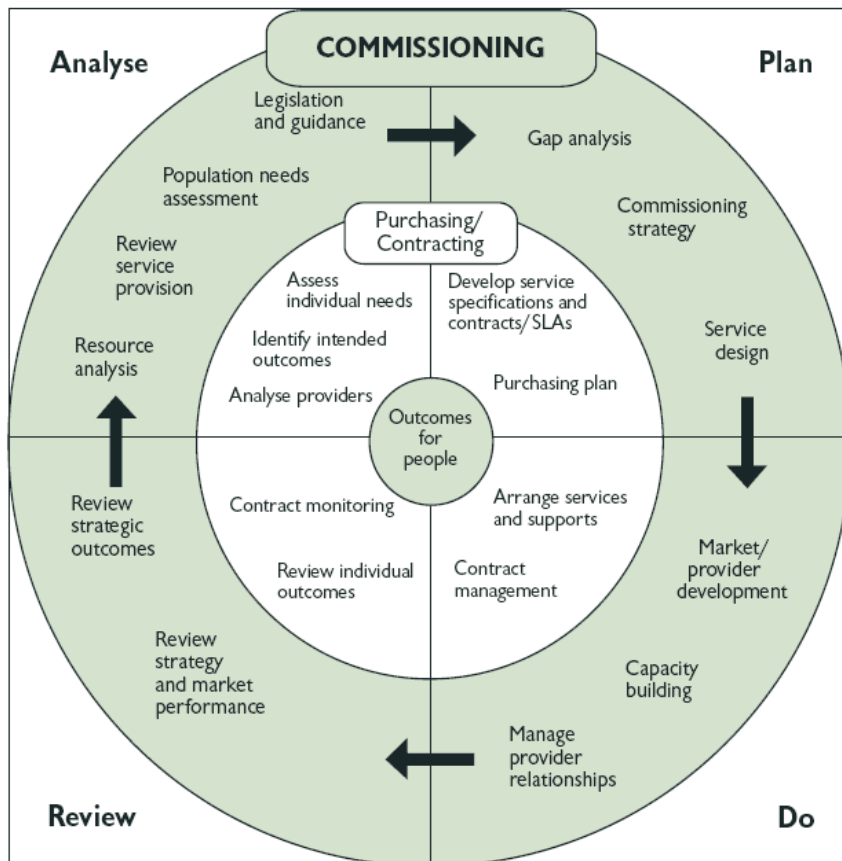 COMMISSIONING
Analyse
Plan
Legislation
and guidance
Population needs
assessment
Review
service
provision
Resource
analysis
Gap analysis
Commissioning
strategy
Service
design
Purchasing/
Contracting
Assess
individual needs
Identify intended
outcomes
Analyse providers
Develop service
specifications and
contracts/SLAs
Purchasing plan
Outcomes
for
people
Contract monitoring
Review individual
outcomes
Arrange services
and supports
Contract
management
Review
strategic
outcomes
Review
strategy
and market
performance
Market/
provider
development
Capacity
building
Manage
provider
relationships
Review
Do